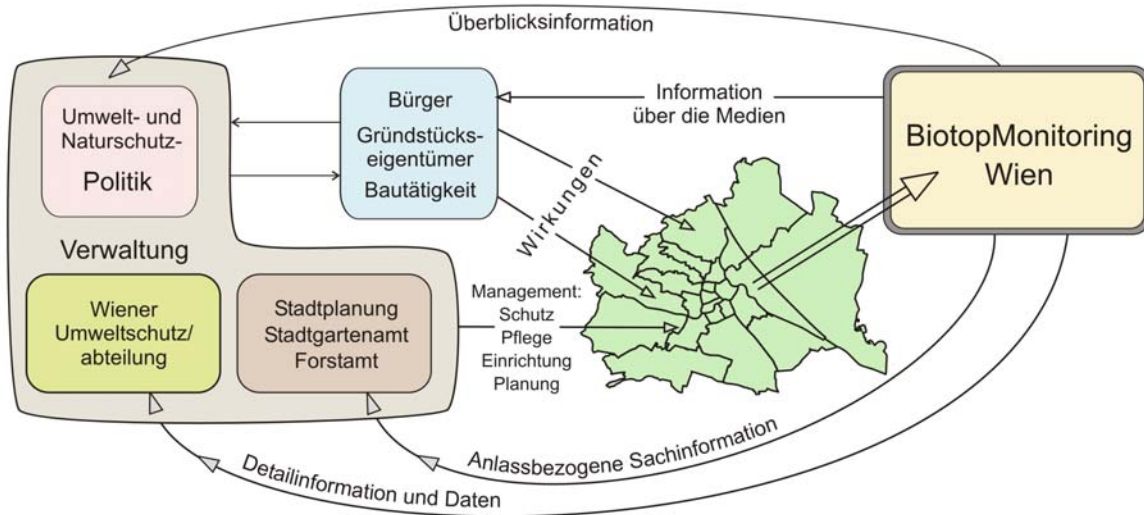 Überblicksinformation
Umwelt- und
Naturschutz-
Politik
Verwaltung
Wiener
Umweltschutz/
abteilung
Stadtplanung
Stadtgartenamt
Forstamt
Bürger
Gründstücks-
eigentümer
Bautätigkeit
Information
über die Medien
BiotopMonitoring
Wien
Wirkungen
Management:
Schutz
Pflege
Einrichtung
Planung
Anlassbezogene Sachinformation
Detailinformation und Daten